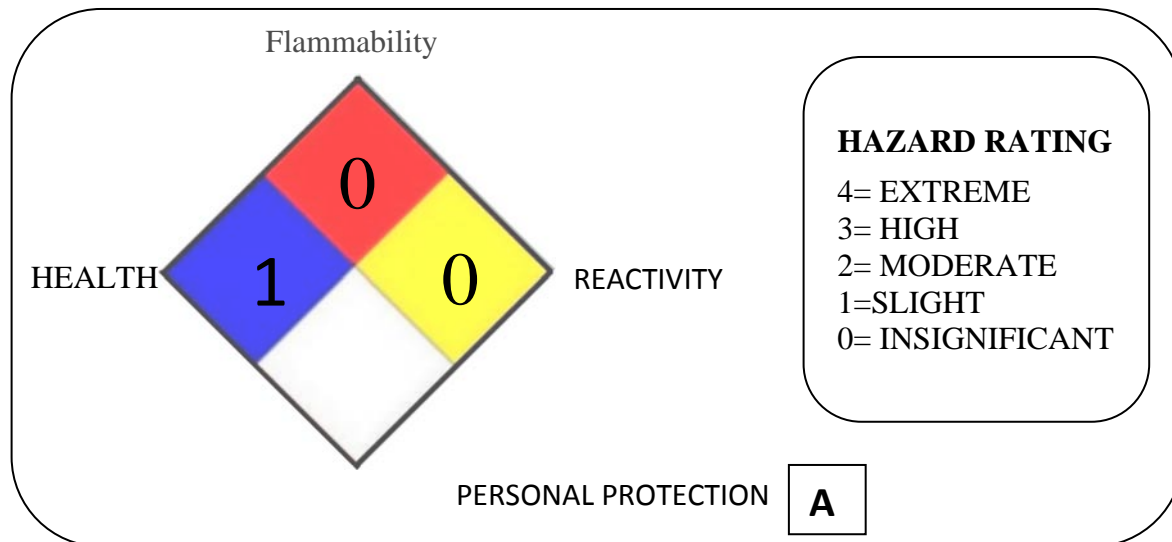 Flammability
0
HEALTH
1
0
REACTIVITY
PERSONAL PROTECTION
A
HAZARD RATING
4= EXTREME
3= HIGH
2= MODERATE
1=SLIGHT
0= INSIGNIFICANT